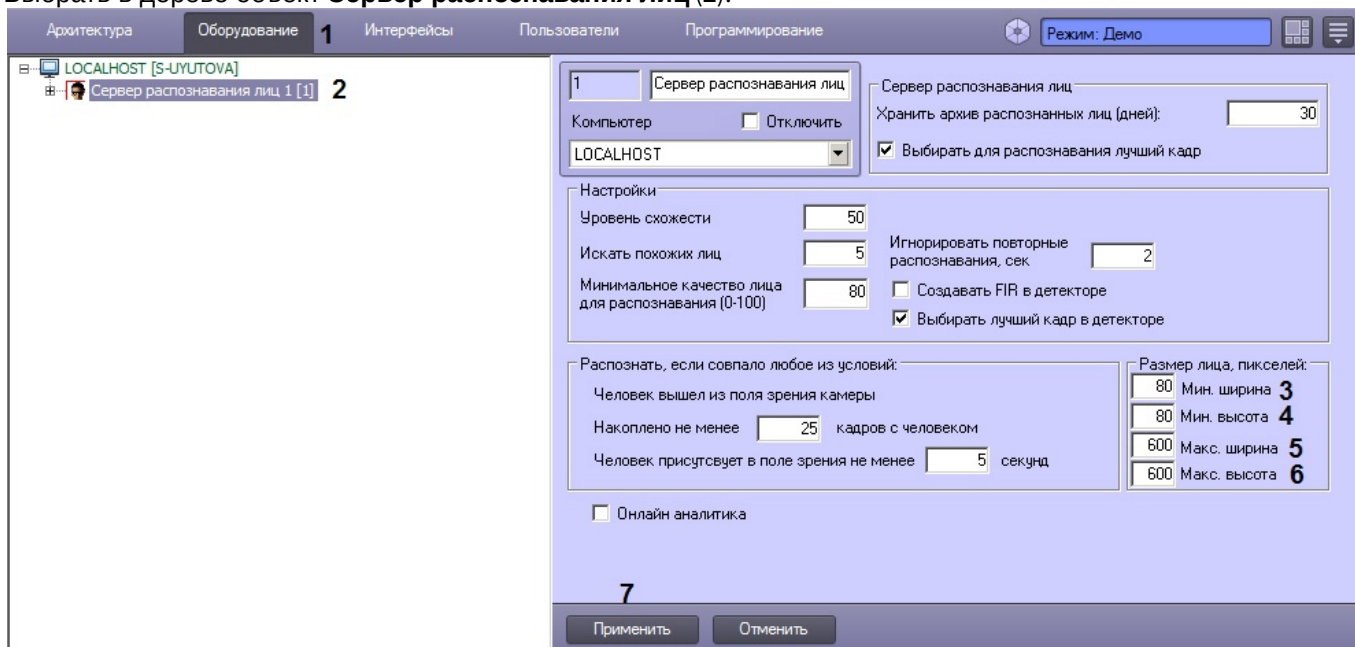 Выбрать в дереве объект Сервер распознавания лиц (2).
Архитектура Оборудование 1 Интерфейсы Пользователи Программирование Режим: Демо
LOCALHOST [S-UYUTOVA]
Сервер распознавания лиц 1 [1] 2
1 Сервер распознавания лиц
Компьютер Отключить
LOCALHOST
Сервер распознавания лиц
Хранить архив распознанных лиц (дней): 30
Выбирать для распознавания лучший кадр
Настройки
Уровень схожести 50
Искать похожих лиц 5
Минимальное качество лица
для распознавания (0-100) 80
Игнорировать повторные
распознавания, сек 2
Создавать FIR в детекторе
Выбирать лучший кадр в детекторе
Распознать, если совпало любое из условий:
Человек вышел из поля зрения камеры
Накоплено не менее 25 кадров с человеком
Человек присутсвует в поле зрения не менее 5 секунд
Размер лица, пикселей:
80 Мин. ширина 3
80 Мин. высота 4
600 Макс. ширина 5
600 Макс. высота 6
Онлайн аналитика
7
Применить Отменить